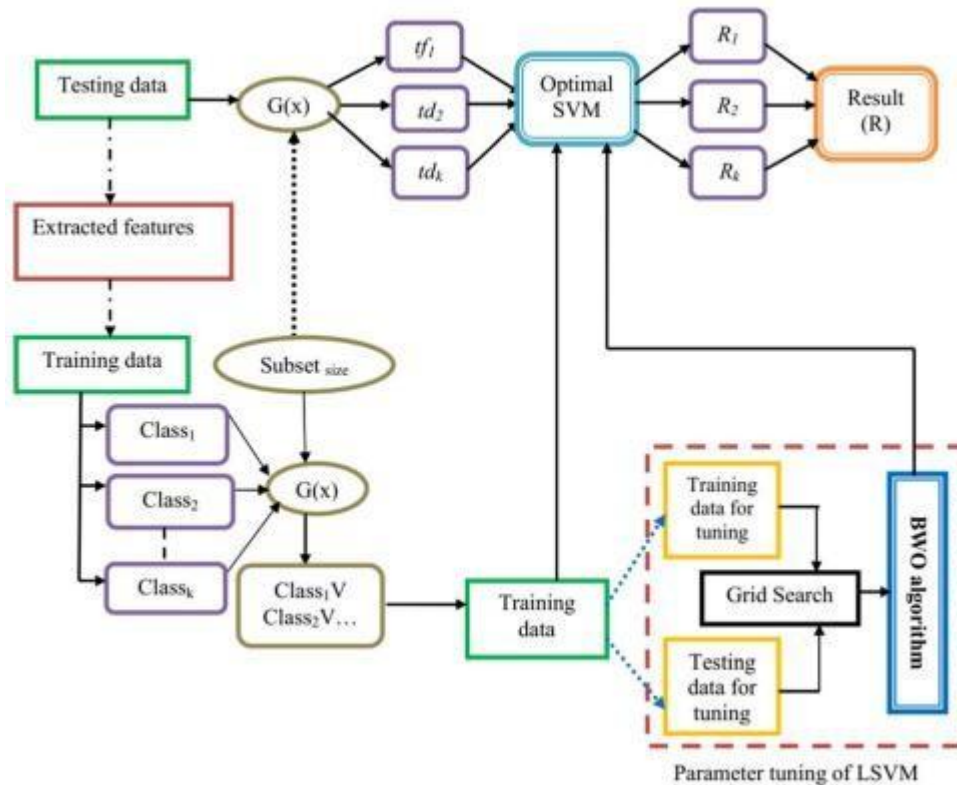 Testing data
G(x)
tf1
td2
tdk
Optimal
SVM
R1
R2
Rk
Result
(R)
Extracted features
Training data
Subset size
Class1
Class2
Classk
G(x)
Class1V
Class2V...
Training
data
Training
data for
tuning
Grid Search
Testing
data for
tuning
BWO algorithm
Parameter tuning of LSVM